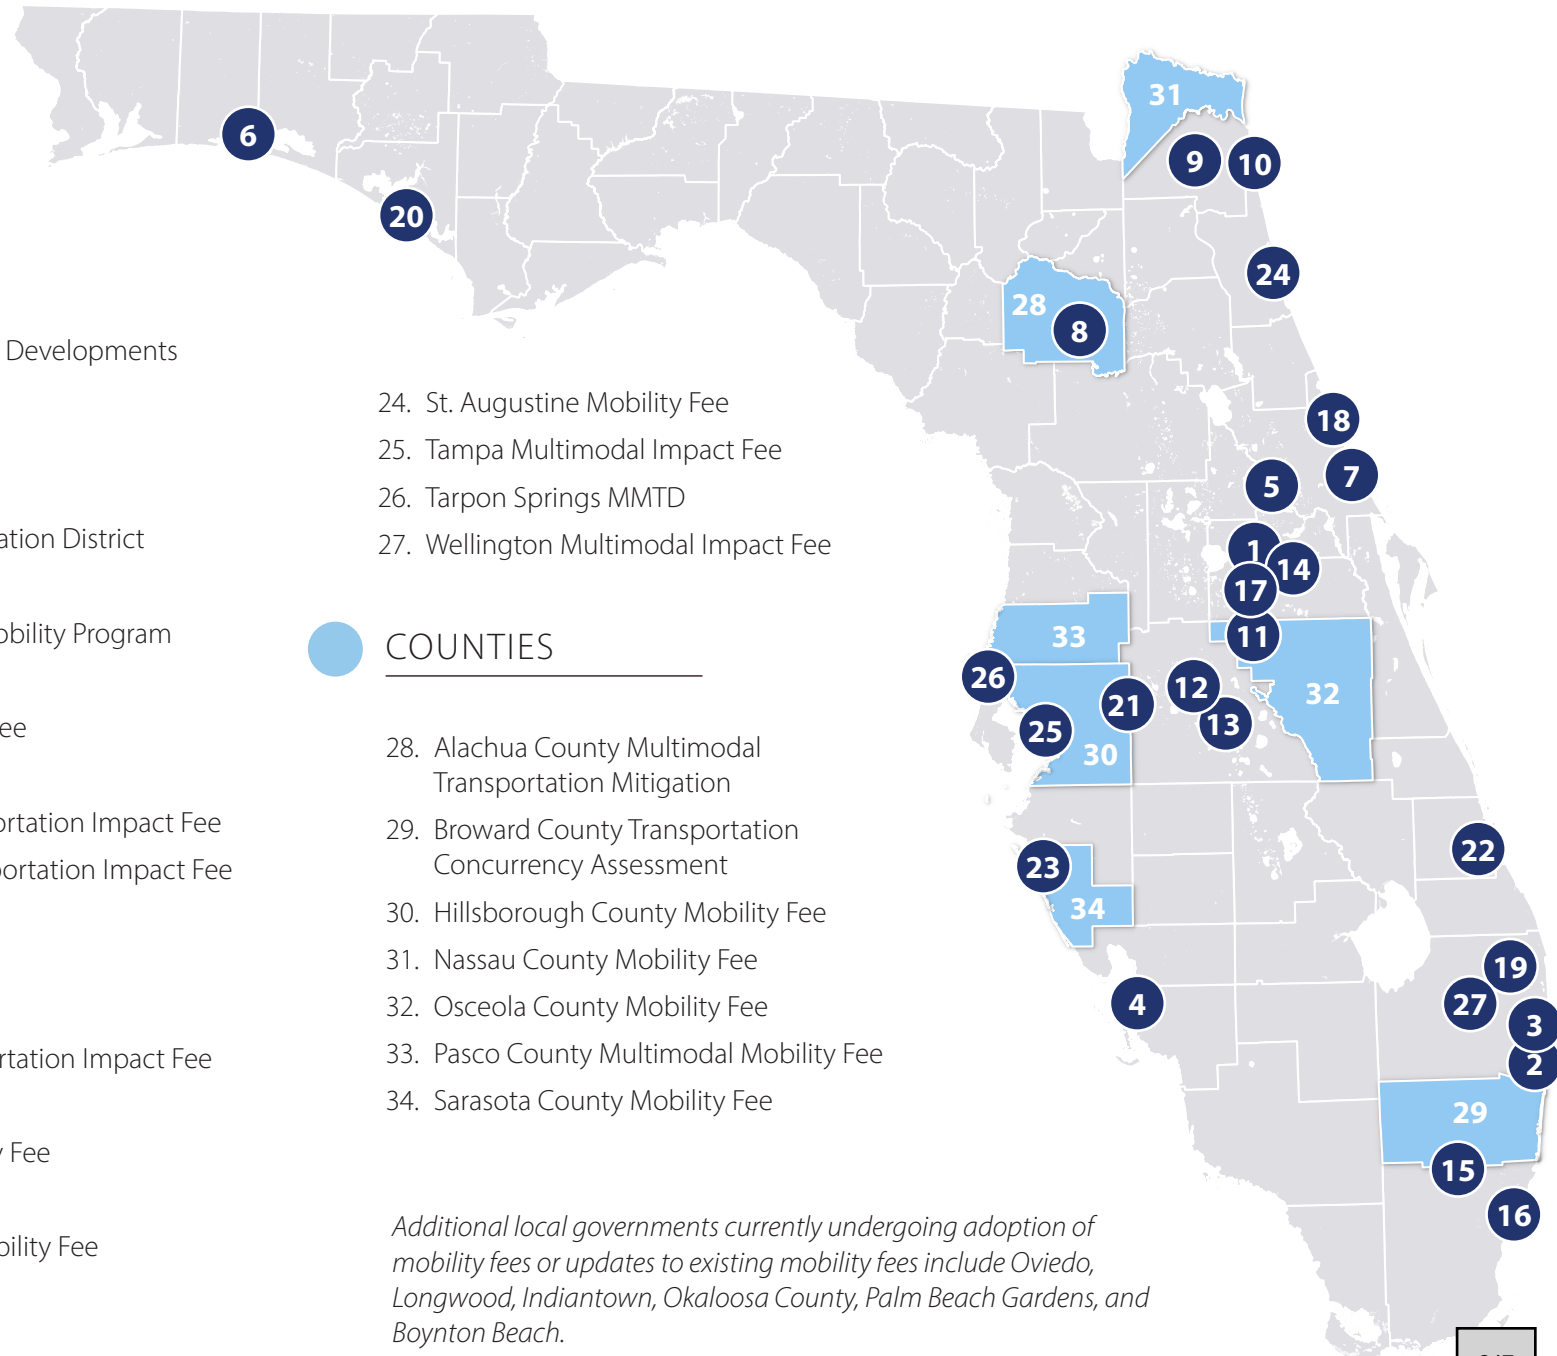 Developments
ation District
obility Program
ee
ortation Impact Fee
portation Impact Fee
rtation Impact Fee
y Fee
bility Fee
24. St. Augustine Mobility Fee
25. Tampa Multimodal Impact Fee
26. Tarpon Springs MMTD
27. Wellington Multimodal Impact Fee
COUNTIES
28. Alachua County Multimodal
Transportation Mitigation
29. Broward County Transportation
Concurrency Assessment
30. Hillsborough County Mobility Fee
31. Nassau County Mobility Fee
32. Osceola County Mobility Fee
33. Pasco County Multimodal Mobility Fee
34. Sarasota County Mobility Fee
Additional local governments currently undergoing adoption of
mobility fees or updates to existing mobility fees include Oviedo,
Longwood, Indiantown, Okaloosa County, Palm Beach Gardens, and
Boynton Beach.
31
6
9
10
20
24
28
8
18
7
5
1
14
17
11
33
26
12
21
32
13
25
30
22
23
34
19
4
27
3
2
29
15
16